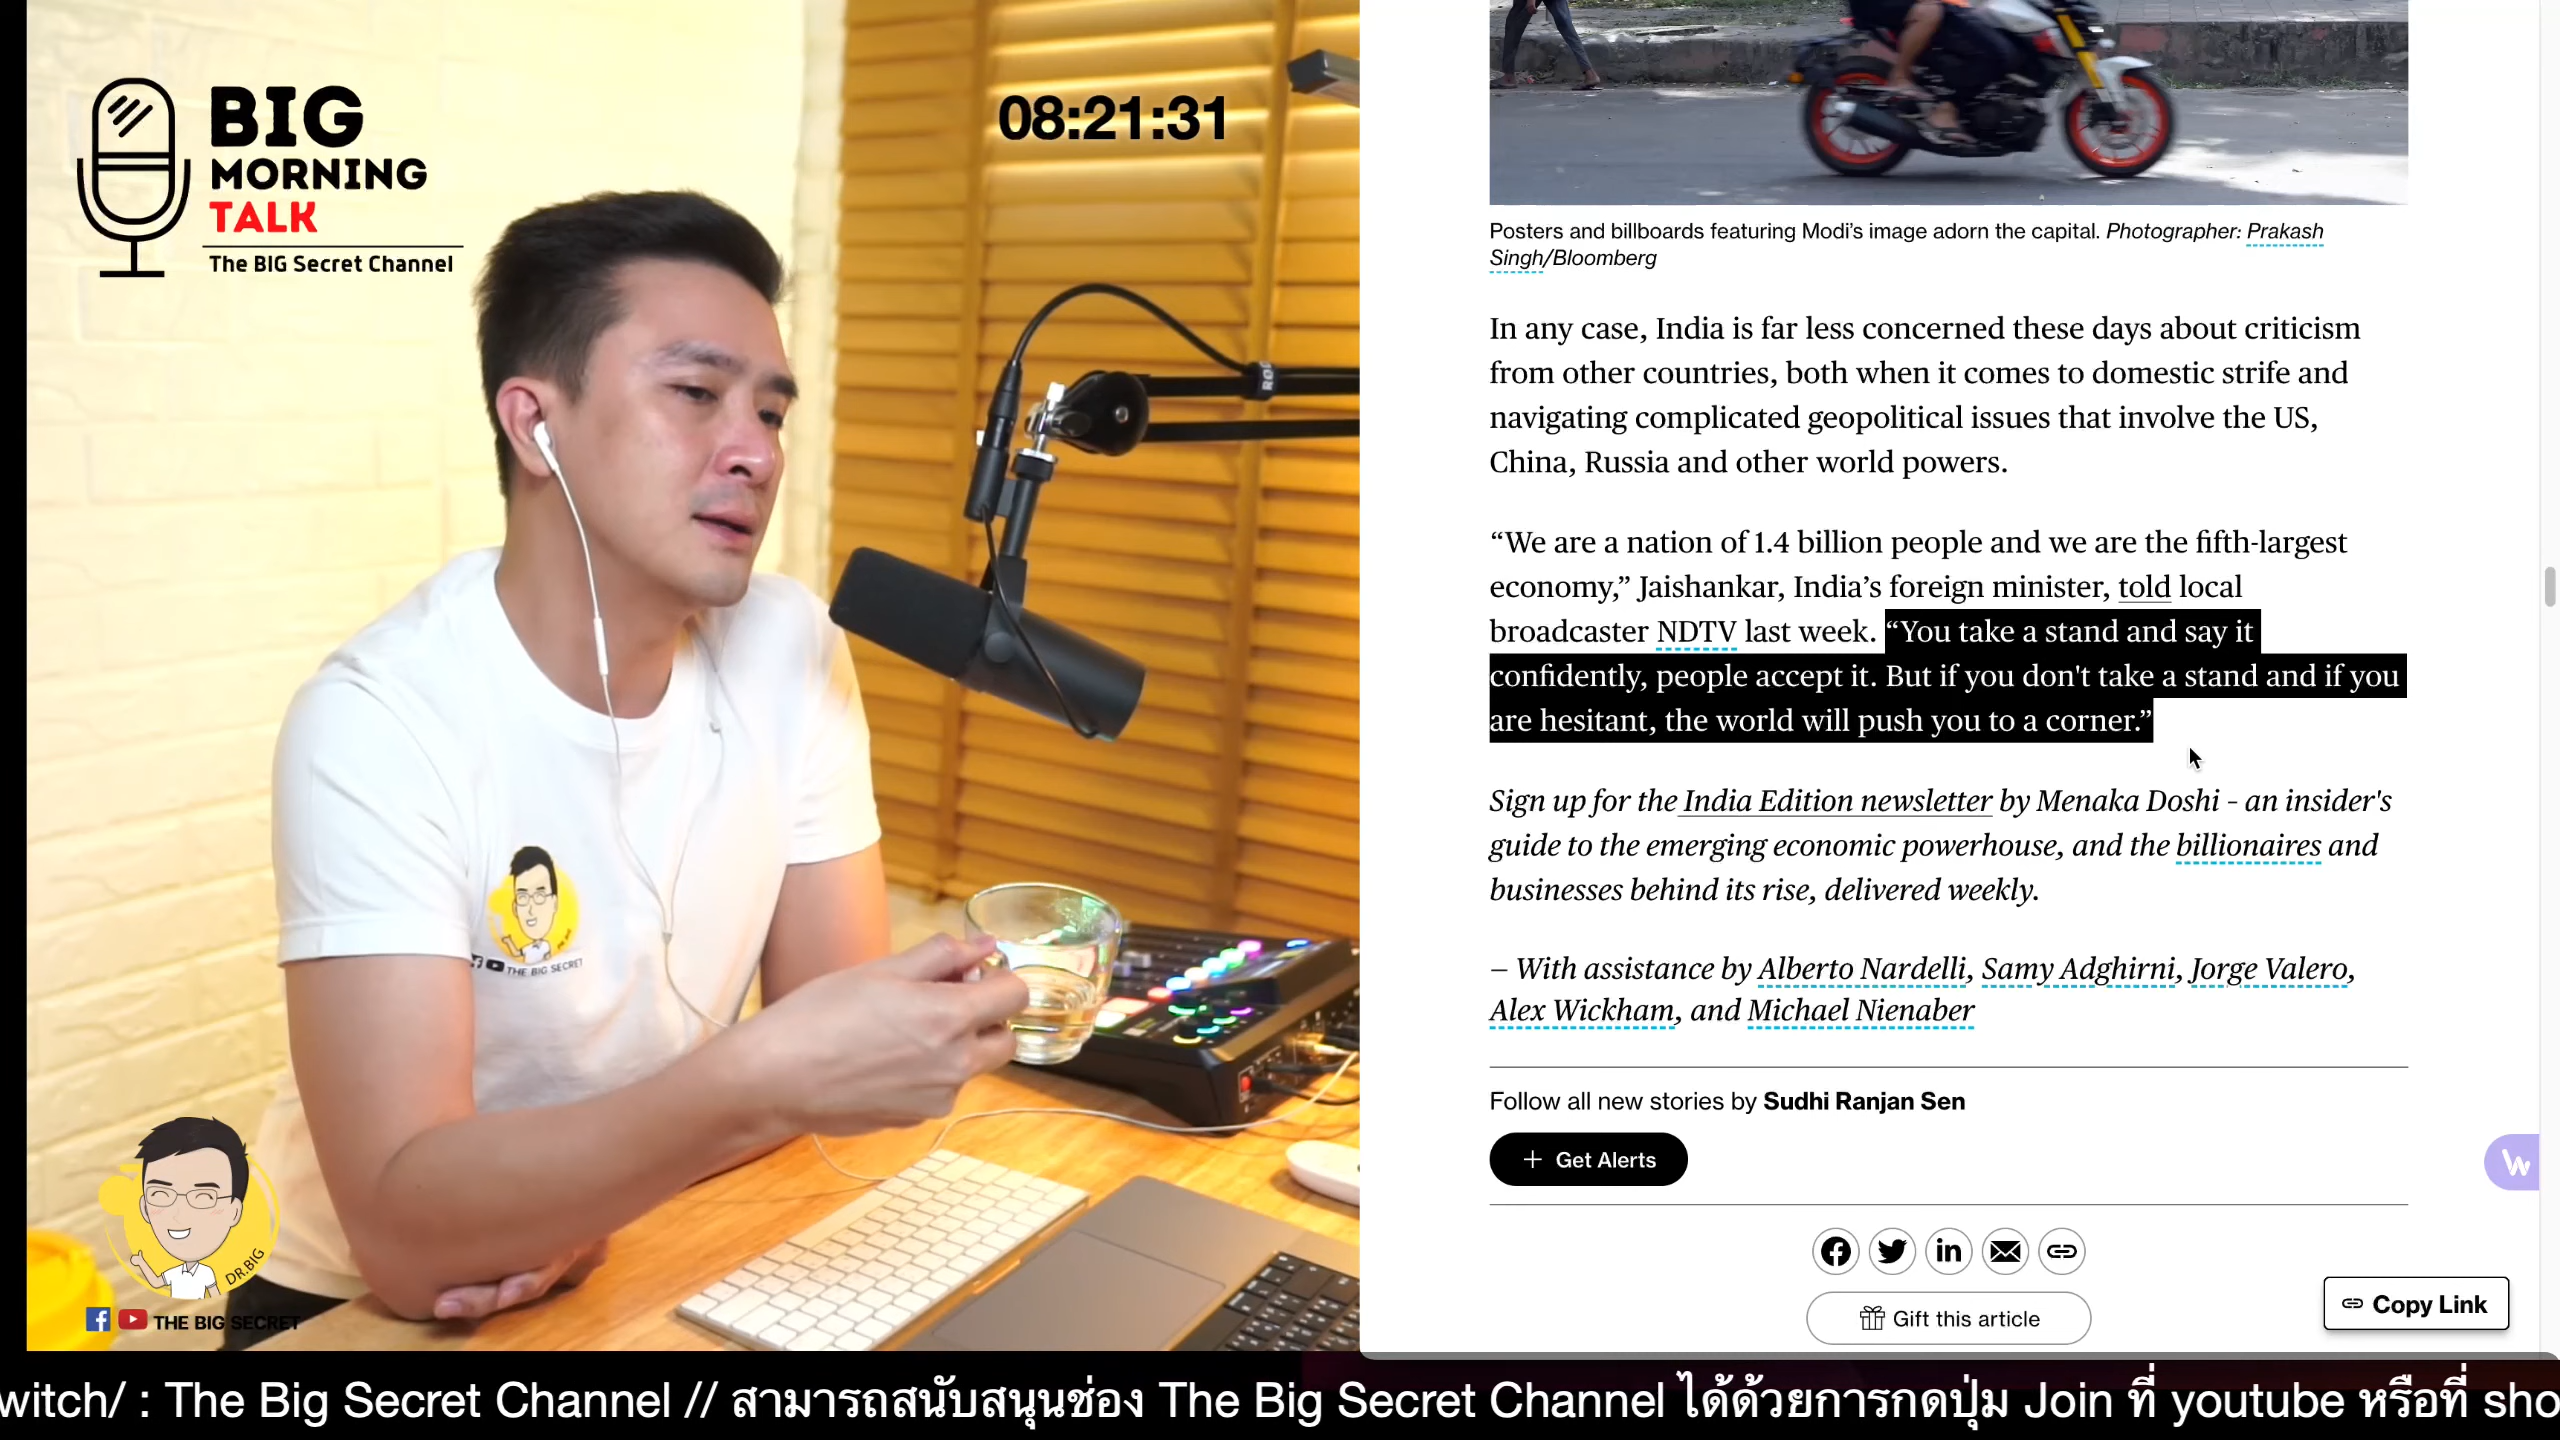 BIG
MORNING
TALK
The BIG Secret Channel
08:21:31
THE BIG SECRET
DR.BIG
THE BIG SECRET
Posters and billboards featuring Modi’s image adorn the capital. Photographer: Prakash
Singh/Bloomberg
In any case, India is far less concerned these days about criticism
from other countries, both when it comes to domestic strife and
navigating complicated geopolitical issues that involve the US,
China, Russia and other world powers.
“We are a nation of 1.4 billion people and we are the fifth-largest
economy,” Jaishankar, India’s foreign minister, told local
broadcaster NDTV last week. “You take a stand and say it
confidently, people accept it. But if you don't take a stand and if you
are hesitant, the world will push you to a corner.”
Sign up for the India Edition newsletter by Menaka Doshi – an insider's
guide to the emerging economic powerhouse, and the billionaires and
businesses behind its rise, delivered weekly.
— With assistance by Alberto Nardelli, Samy Adghirni, Jorge Valero,
Alex Wickham, and Michael Nienaber
Follow all new stories by Sudhi Ranjan Sen
+ Get Alerts
Gift this article
Copy Link
witch/ : The Big Secret Channel // สามารถสนับสนุนช่อง The Big Secret Channel ได้ด้วยการกดปุ่ม Join ที่ youtube หรือที่ sho